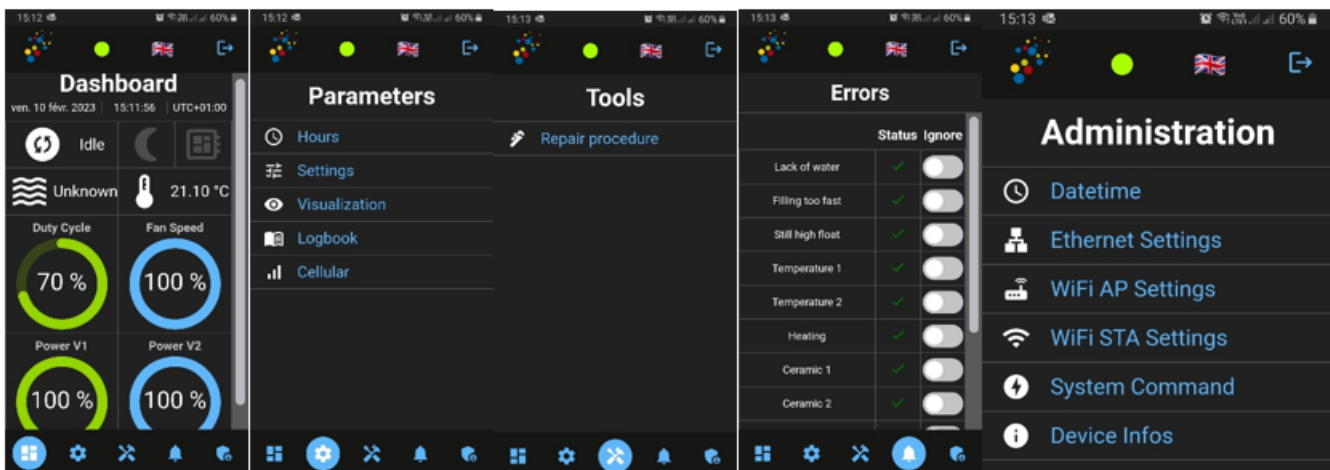 15:12
60%
Dashboard
ven. 10 févr. 2023 15:11:56 UTC+01:00
Idle
Unknown 21.10 °C
Duty Cycle Fan Speed
70 % 100 %
Power V1 Power V2
100 % 100 %
15:12
60%
Parameters
Hours
Settings
Visualization
Logbook
Cellular
15:13
60%
Tools
Repair procedure
15:13
60%
Errors
Status Ignore
Lack of water
Filling too fast
Still high float
Temperature 1
Temperature 2
Heating
Ceramic 1
Ceramic 2
15:13
60%
Administration
Datetime
Ethernet Settings
WiFi AP Settings
WiFi STA Settings
System Command
Device Infos